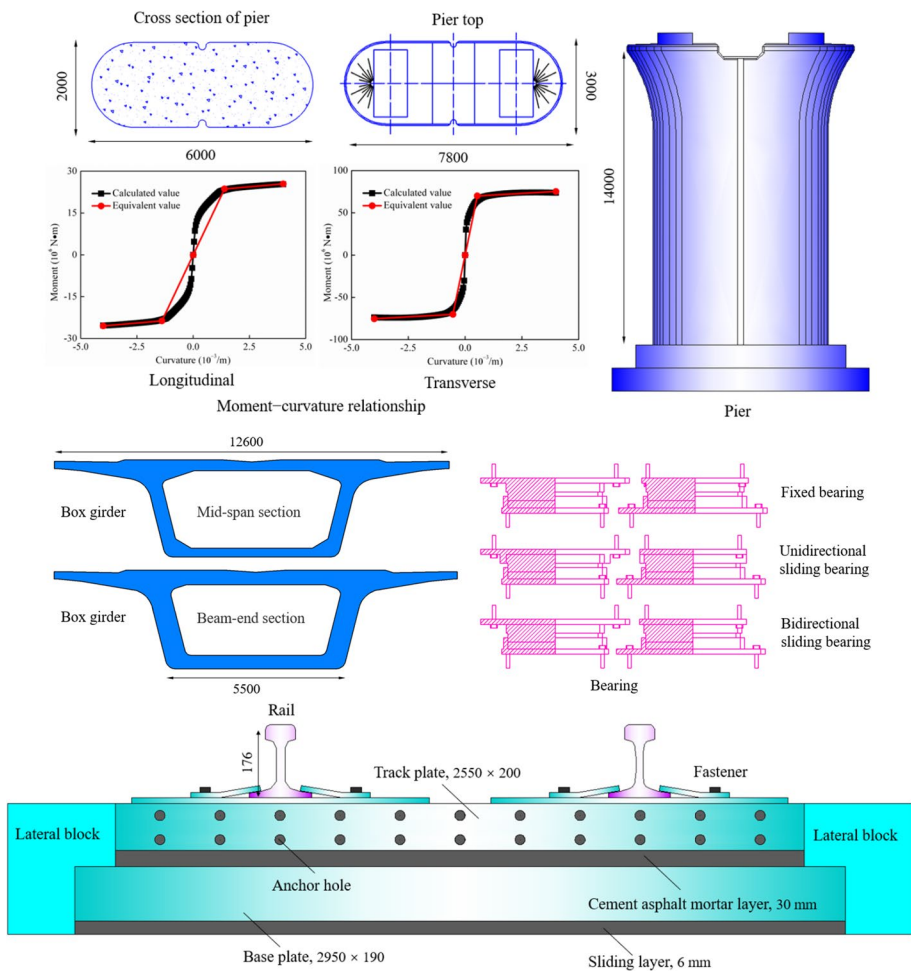 Cross section of pier
Pier top
2000
6000
3000
7800
14000
Pier
30
15
0
-15
-30
Moment (10⁶ N•m)
Calculated value
Equivalent value
-5.0
-2.5
0.0
2.5
5.0
Curvature (10⁻³/m)
Longitudinal
100
50
0
-50
-100
Moment (10⁶ N•m)
Calculated value
Equivalent value
-5.0
-2.5
0.0
2.5
5.0
Curvature (10⁻³/m)
Transverse
Moment−curvature relationship
12600
Box girder
Mid-span section
Box girder
Beam-end section
5500
Fixed bearing
Unidirectional
sliding bearing
Bidirectional
sliding bearing
Bearing
Rail
176
Track plate, 2550 × 200
Fastener
Lateral block
Lateral block
Anchor hole
Cement asphalt mortar layer, 30 mm
Base plate, 2950 × 190
Sliding layer, 6 mm